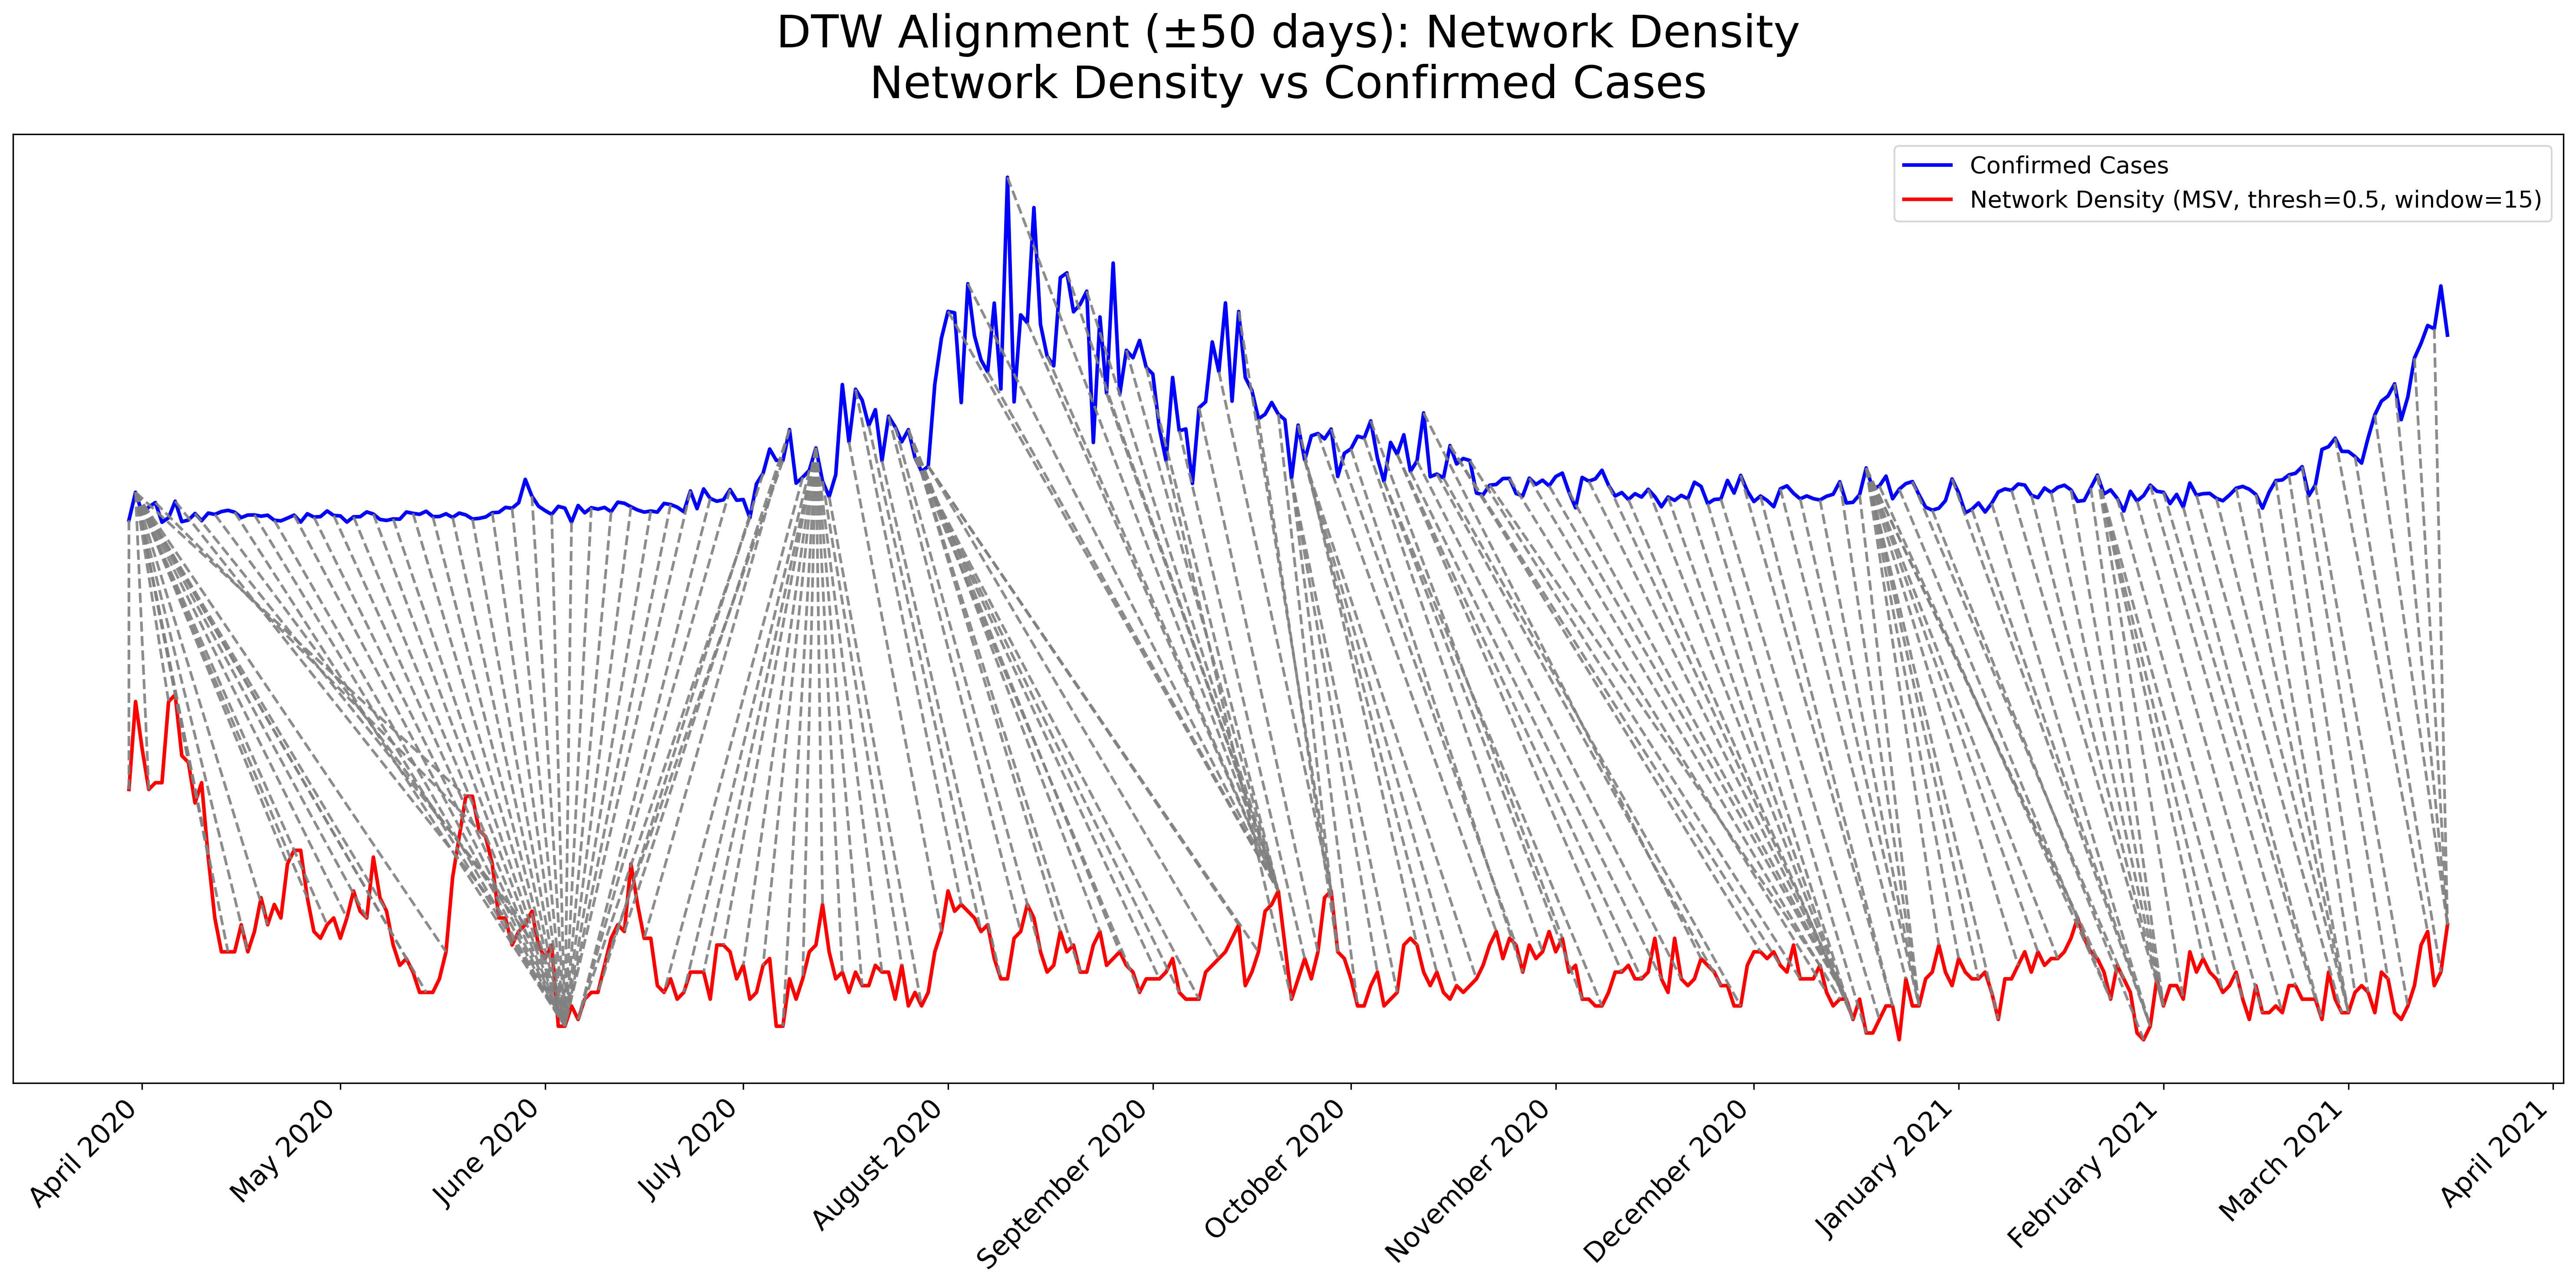 DTW Alignment (±50 days): Network Density
Network Density vs Confirmed Cases
Confirmed Cases
Network Density (MSV, thresh=0.5, window=15)
April 2020
May 2020
June 2020
July 2020
August 2020
September 2020
October 2020
November 2020
December 2020
January 2021
February 2021
March 2021
April 2021